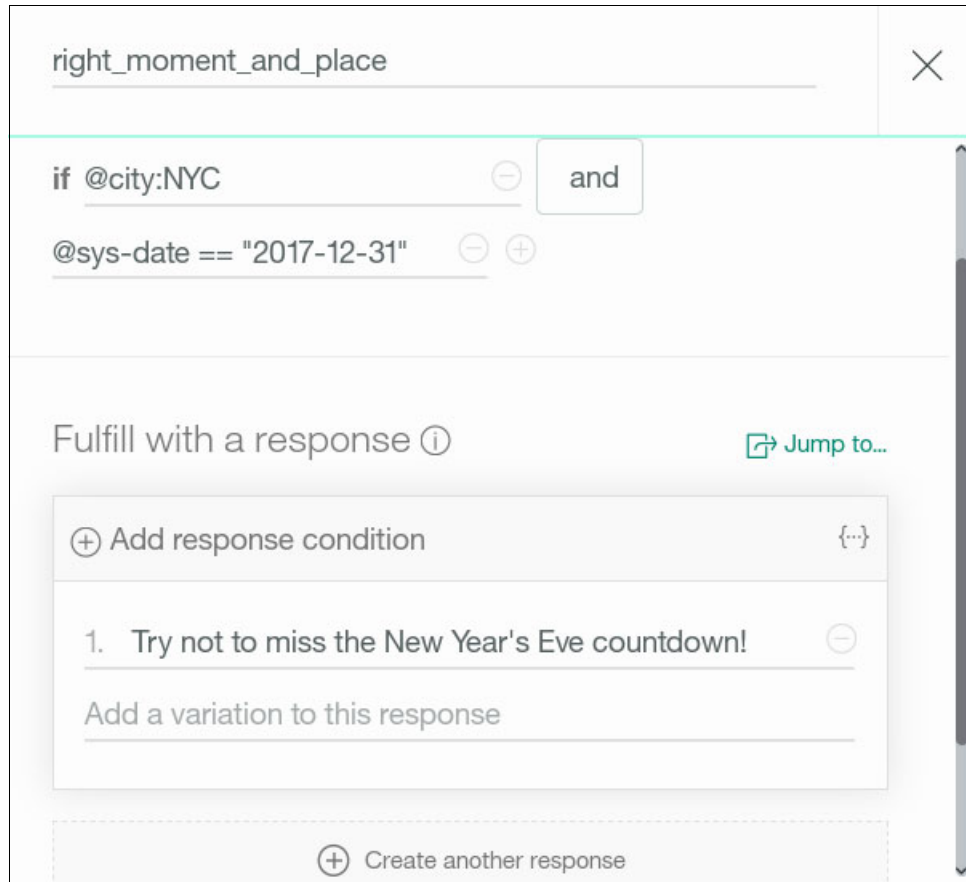 right_moment_and_place
if @city:NYC and
@sys-date == "2017-12-31"
Fulfill with a response
Jump to...
Add response condition {...}
1. Try not to miss the New Year's Eve countdown!
Add a variation to this response
Create another response